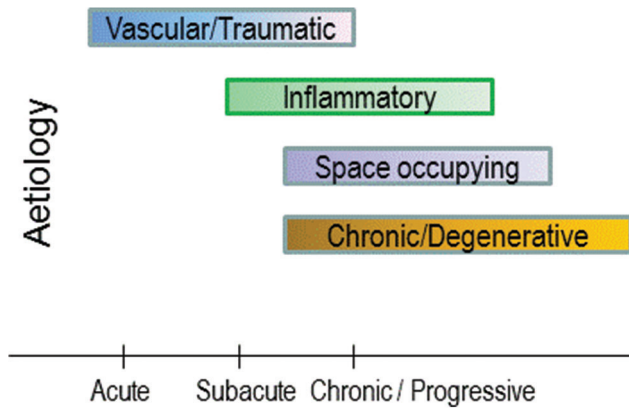 Vascular/Traumatic
Inflammatory
Space occupying
Chronic/Degenerative
Aetiology
Acute
Subacute
Chronic / Progressive